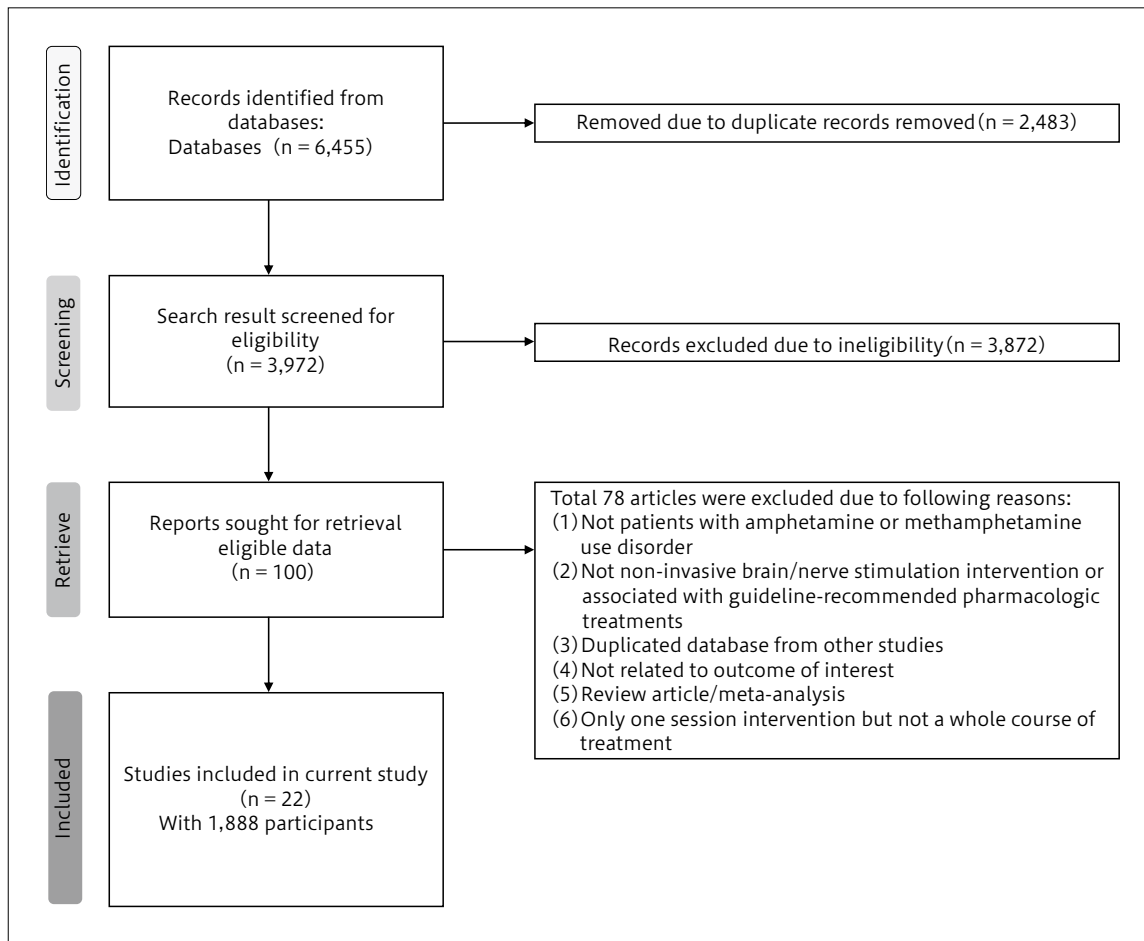 Identification
Records identified from
databases:
Databases (n = 6,455)
Removed due to duplicate records removed (n = 2,483)
Screening
Search result screened for
eligibility
(n = 3,972)
Records excluded due to ineligibility (n = 3,872)
Retrieve
Reports sought for retrieval
eligible data
(n = 100)
Total 78 articles were excluded due to following reasons:
(1) Not patients with amphetamine or methamphetamine
use disorder
(2) Not non-invasive brain/nerve stimulation intervention or
associated with guideline-recommended pharmacologic
treatments
(3) Duplicated database from other studies
(4) Not related to outcome of interest
(5) Review article/meta-analysis
(6) Only one session intervention but not a whole course of
treatment
Included
Studies included in current study
(n = 22)
With 1,888 participants